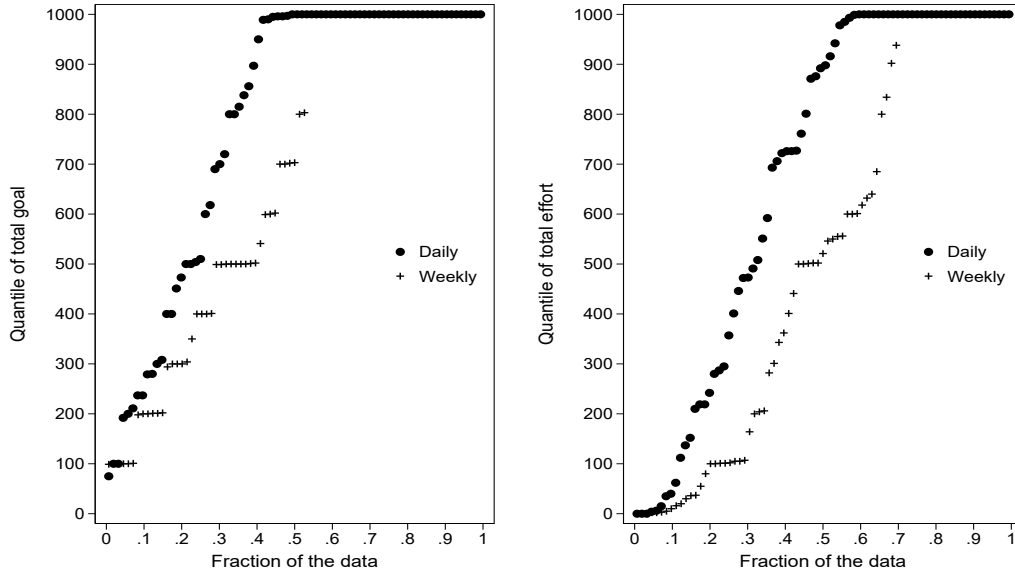 1000
900
800
700
600
500
400
300
200
100
0
Quantile of total goal
Daily
Weekly
0 .1 .2 .3 .4 .5 .6 .7 .8 .9 1
Fraction of the data
1000
900
800
700
600
500
400
300
200
100
0
Quantile of total effort
Daily
Weekly
0 .1 .2 .3 .4 .5 .6 .7 .8 .9 1
Fraction of the data